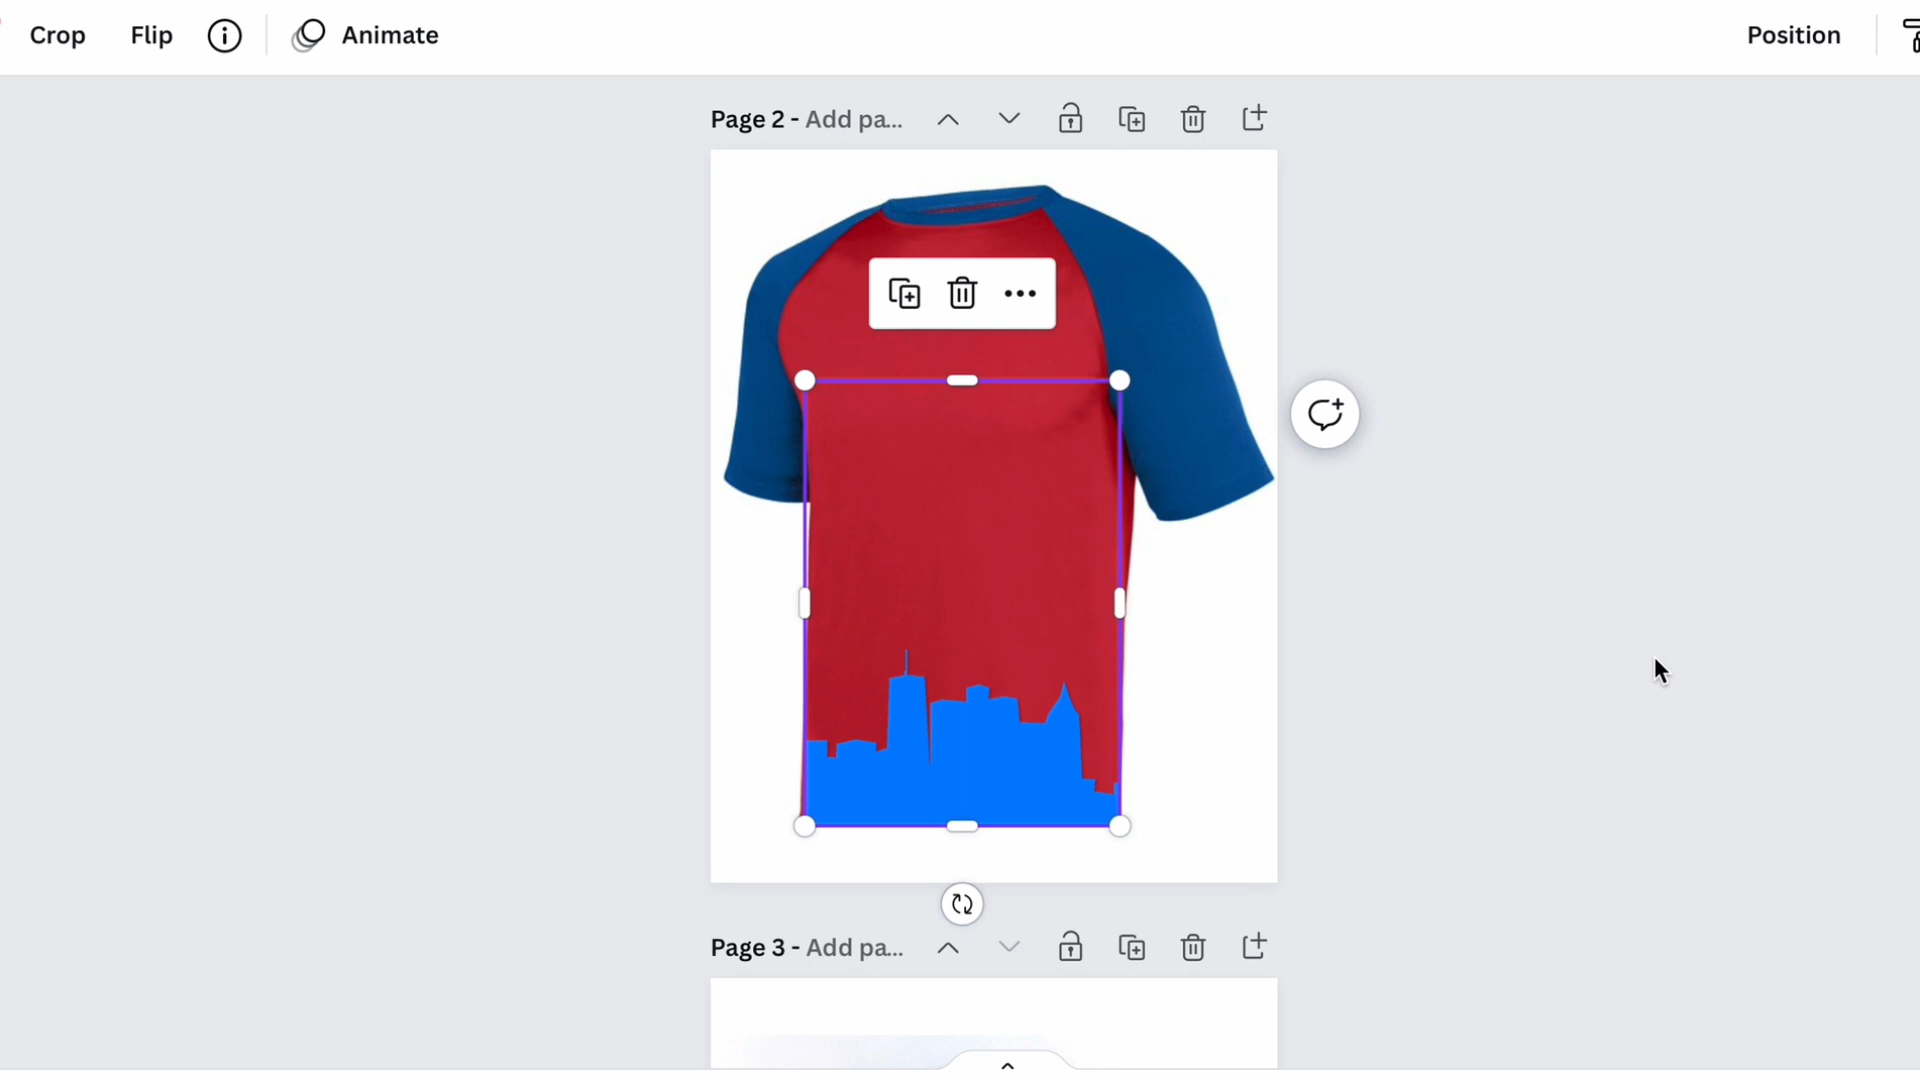 Crop Flip Animate Position
Page 2 - Add pa...
Page 3 - Add pa...